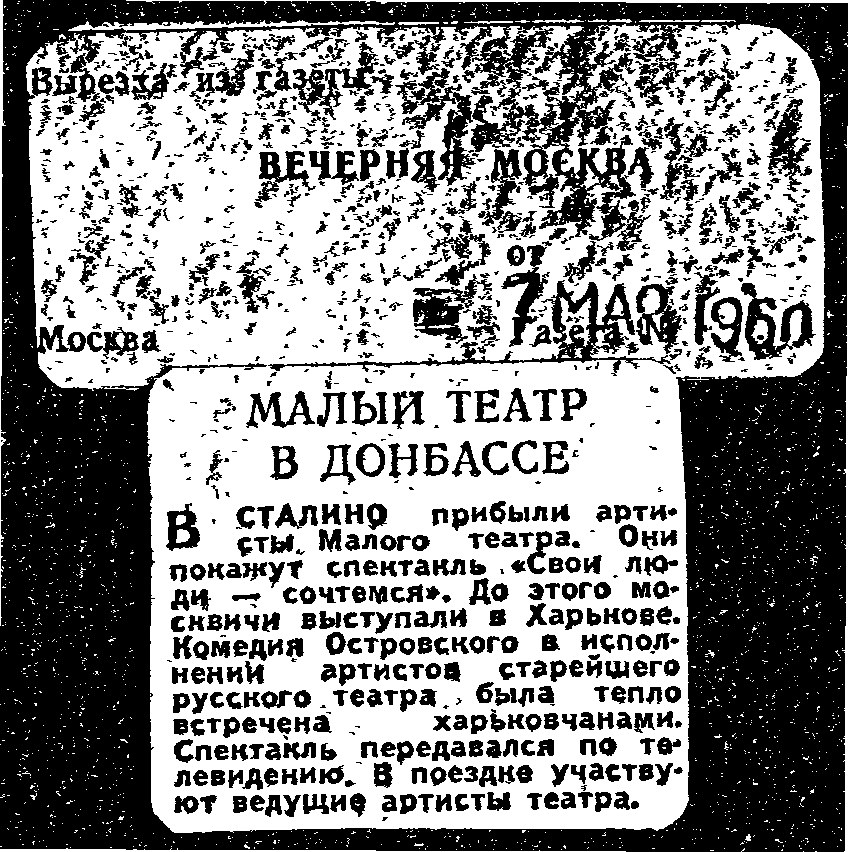 Вырезка из газеты
ВЕЧЕРНЯЯ МОСКВА
от
7 МАР 1960
Москва
Газета №
МАЛЫЙ ТЕАТР
В ДОНБАССЕ
В СТАЛИНО прибыли арти-
сты Малого театра. Они
покажут спектакль «Свои лю-
ди — сочтемся». До этого мо-
сквичи выступали в Харькове.
Комедия Островского в испол-
нении артистов старейшего
русского театра была тепло
встречена харьковчанами.
Спектакль передавался по те-
левидению. В поездке участву-
ют ведущие артисты театра.